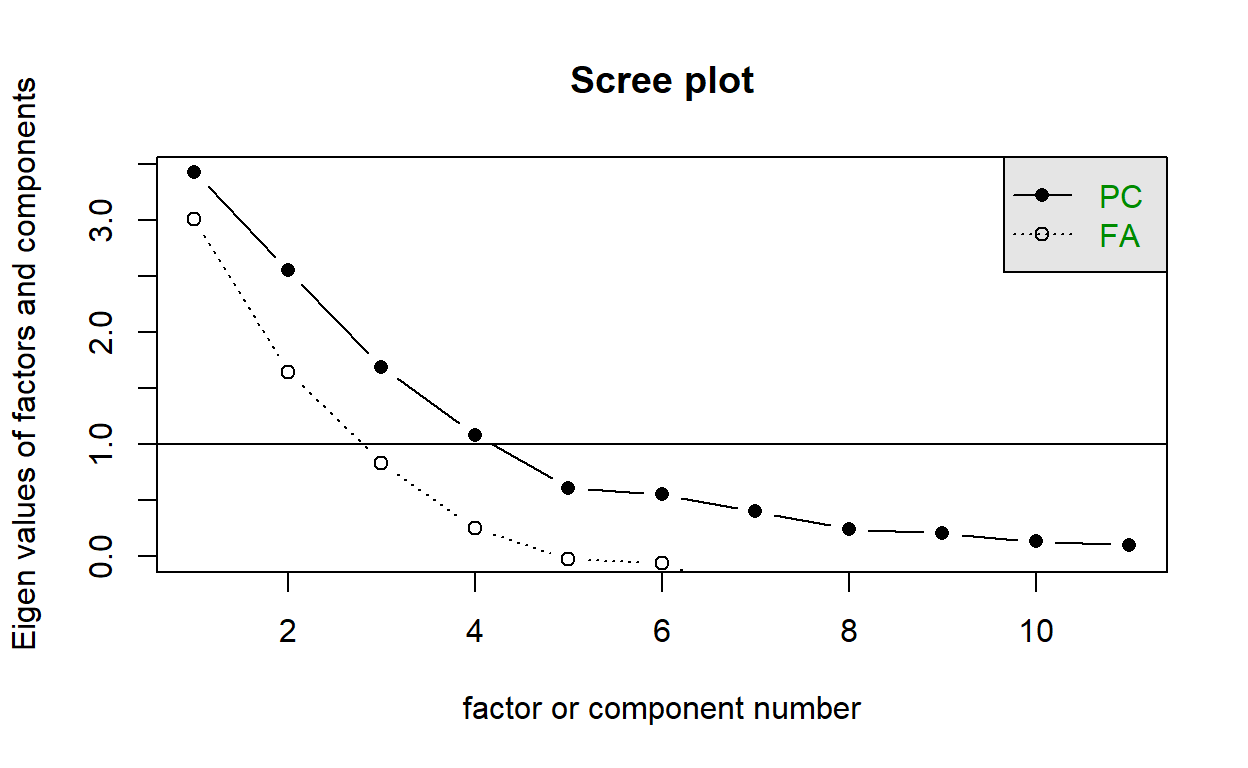 Scree plot
Eigen values of factors and components
3.0
2.0
1.0
0.0
PC
FA
2 4 6 8 10
factor or component number